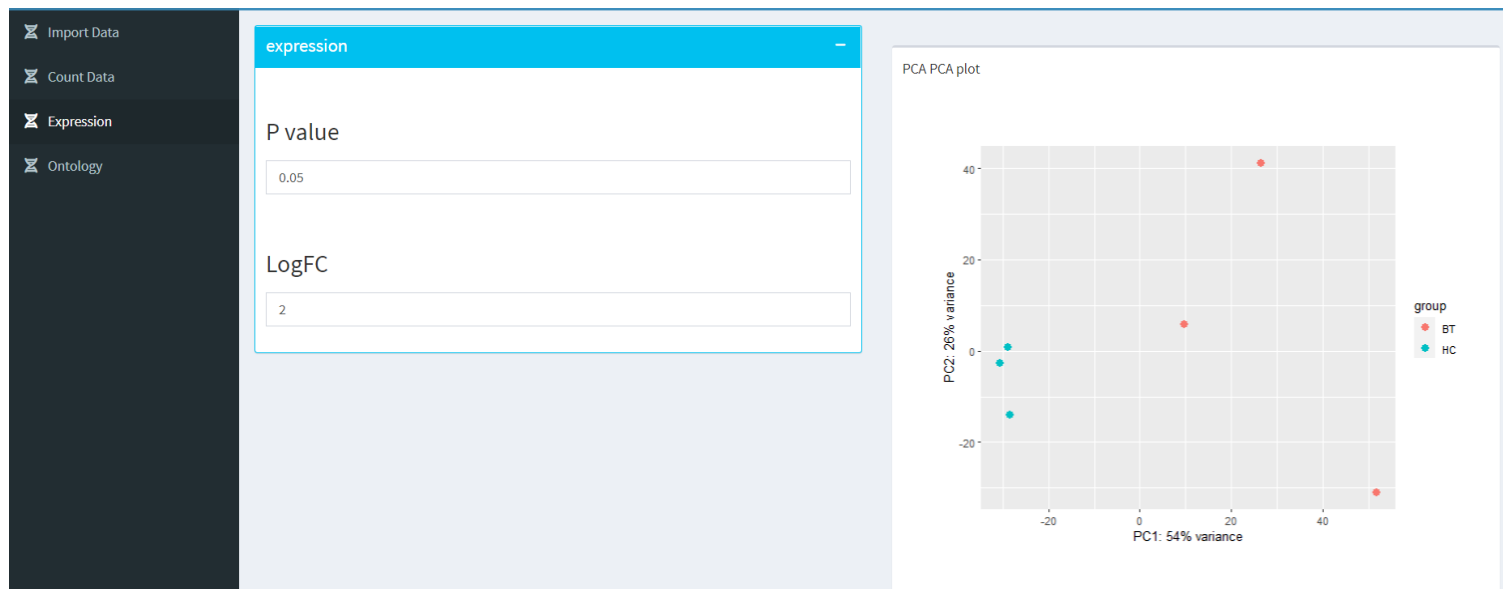 Import Data
Count Data
Expression
Ontology
expression
P value
0.05
LogFC
2
PCA PCA plot
40
20
0
-20
PC2: 26% variance
-20
0
20
40
PC1: 54% variance
group
BT
HC